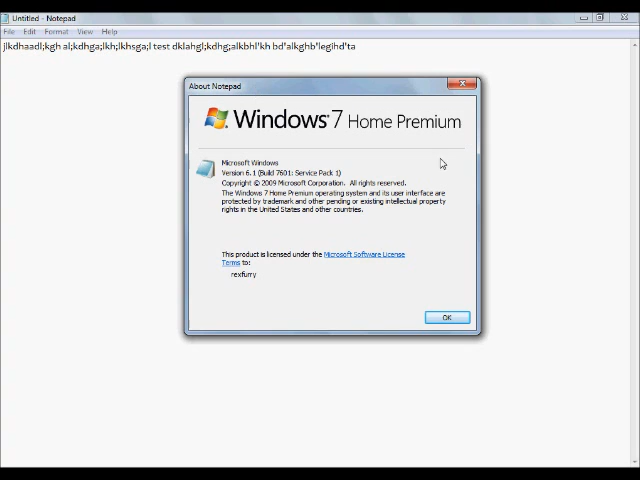 Untitled - Notepad
File Edit Format View Help
jlkdhaadl;kgh al;kdhga;lkh;lkhsga;l test dklahgl;kdhg;alkbhl'kh bd'alkghb'legihd'ta
About Notepad
Windows 7 Home Premium
Microsoft Windows
Version 6.1 (Build 7601: Service Pack 1)
Copyright © 2009 Microsoft Corporation. All rights reserved.
The Windows 7 Home Premium operating system and its user interface are
protected by trademark and other pending or existing intellectual property
rights in the United States and other countries.
This product is licensed under the Microsoft Software License
Terms to:
rexfurry
OK